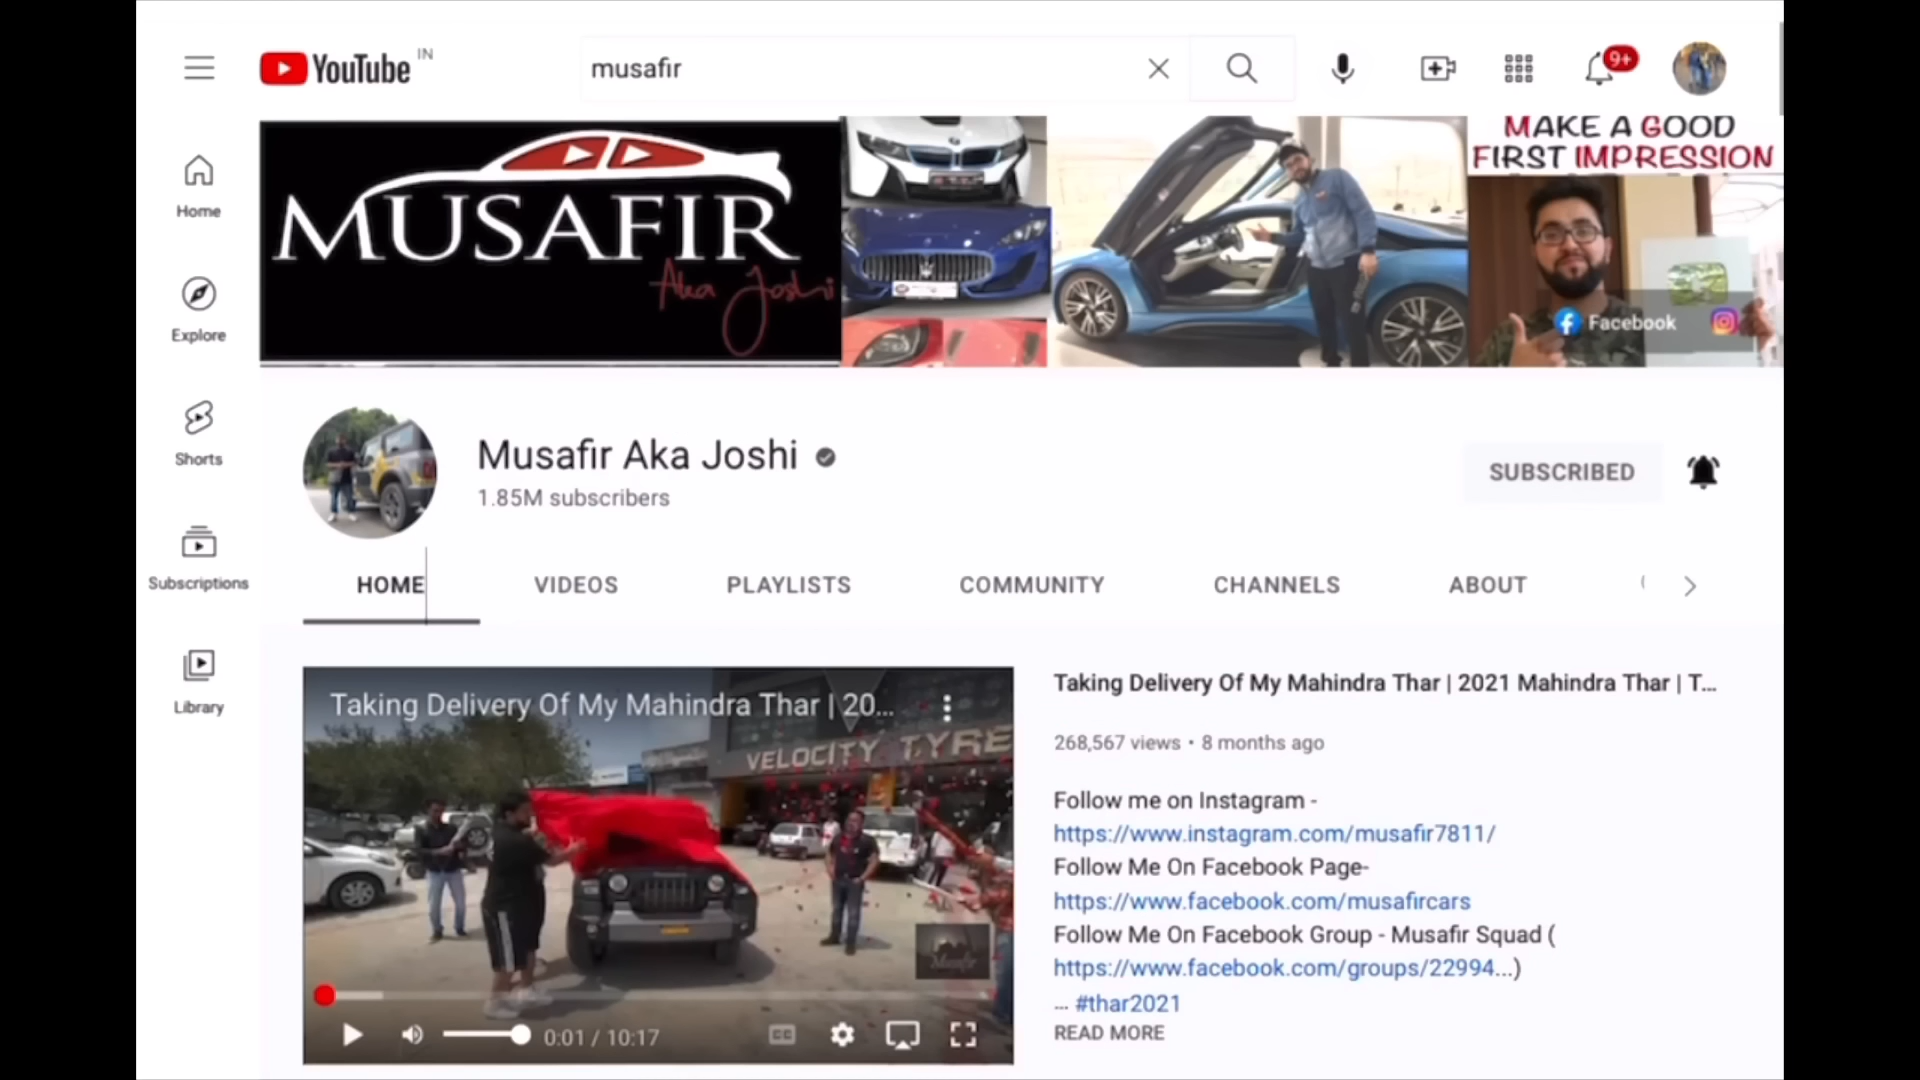 YouTube IN
musafir
9+
Home
Explore
Shorts
Subscriptions
Library
MUSAFIR
Aka Joshi
MAKE A GOOD
FIRST IMPRESSION
Facebook
Musafir Aka Joshi
1.85M subscribers
SUBSCRIBED
HOME VIDEOS PLAYLISTS COMMUNITY CHANNELS ABOUT
Taking Delivery Of My Mahindra Thar | 20...
VELOCITY TYRE
Musafir
0:01 / 10:17
CC
Taking Delivery Of My Mahindra Thar | 2021 Mahindra Thar | T...
268,567 views • 8 months ago
Follow me on Instagram -
https://www.instagram.com/musafir7811/
Follow Me On Facebook Page-
https://www.facebook.com/musafircars
Follow Me On Facebook Group - Musafir Squad (
https://www.facebook.com/groups/22994...)
... #thar2021
READ MORE